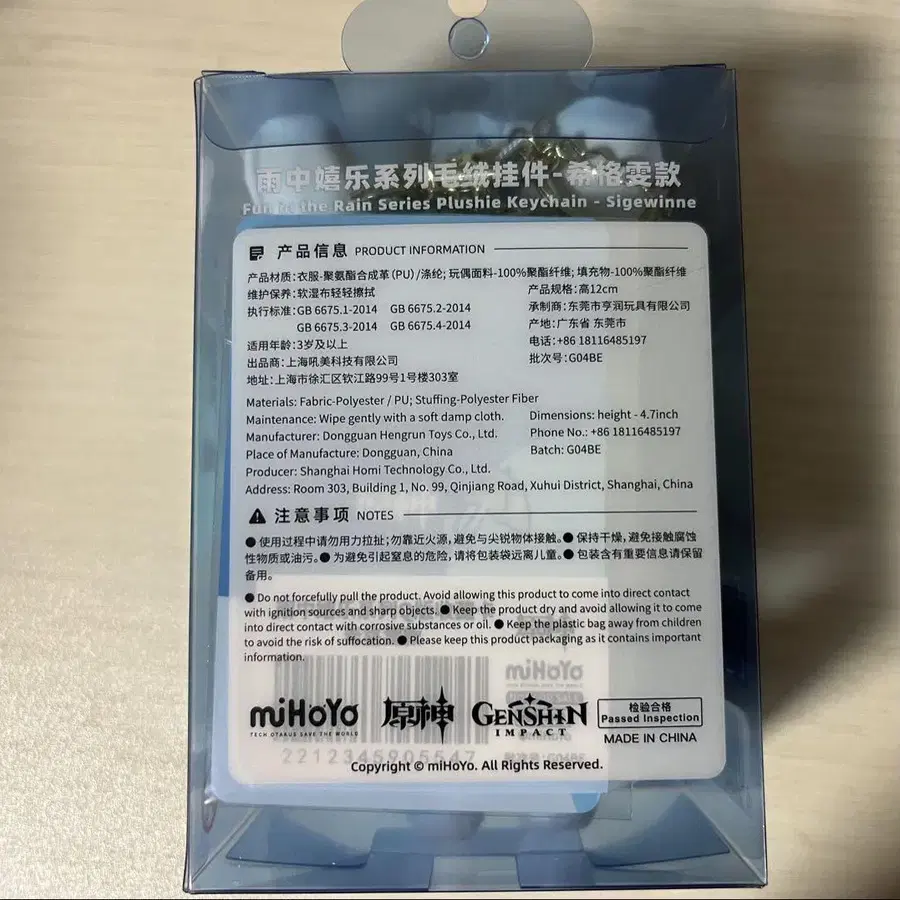 雨中嬉乐系列毛绒挂件-希格雯款
Fun in the Rain Series Plushie Keychain - Sigewinne
产品信息 PRODUCT INFORMATION
产品材质:衣服-聚氨酯合成革(PU)/涤纶; 玩偶面料-100%聚酯纤维; 填充物-100%聚酯纤维
维护保养:软湿布轻轻擦拭
产品规格:高12cm
执行标准:GB 6675.1-2014 GB 6675.2-2014
承制商:东莞市亨润玩具有限公司
GB 6675.3-2014 GB 6675.4-2014
产地:广东省 东莞市
适用年龄:3岁及以上
电话:+86 18116485197
出品商:上海吼美科技有限公司
批次号:G04BE
地址:上海市徐汇区钦江路99号1号楼303室
Materials: Fabric-Polyester / PU; Stuffing-Polyester Fiber
Maintenance: Wipe gently with a soft damp cloth.
Dimensions: height - 4.7inch
Manufacturer: Dongguan Hengrun Toys Co., Ltd.
Phone No.: +86 18116485197
Place of Manufacture: Dongguan, China
Batch: G04BE
Producer: Shanghai Homi Technology Co., Ltd.
Address: Room 303, Building 1, No. 99, Qinjiang Road, Xuhui District, Shanghai, China
注意事项 NOTES
● 使用过程中请勿用力拉扯;勿靠近火源,避免与尖锐物体接触。● 保持干燥,避免接触腐蚀
性物质或油污。● 为避免引起窒息的危险,请将包装袋远离儿童。● 包装含有重要信息请保留
备用。
● Do not forcefully pull the product. Avoid allowing this product to come into direct contact
with ignition sources and sharp objects. ● Keep the product dry and avoid allowing it to come
into direct contact with corrosive substances or oil. ● Keep the plastic bag away from children
to avoid the risk of suffocation. ● Please keep this product packaging as it contains important
information.
miHoYo
miHoYo
TECH OTAKUS SAVE THE WORLD
原神
GENSHIN
IMPACT
检验合格
Passed Inspection
MADE IN CHINA
2212345905547
Copyright © miHoYo. All Rights Reserved.